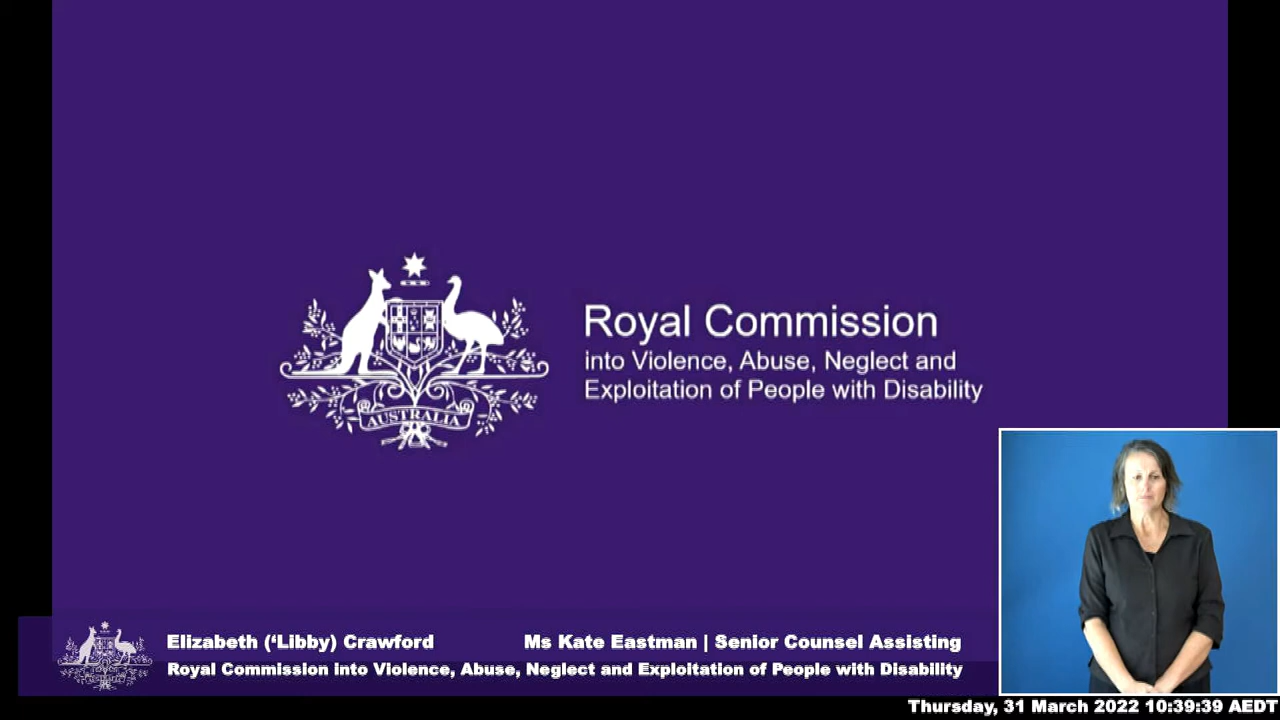 Royal Commission
into Violence, Abuse, Neglect and
Exploitation of People with Disability
AUSTRALIA
Elizabeth (‘Libby) Crawford
Ms Kate Eastman | Senior Counsel Assisting
Royal Commission into Violence, Abuse, Neglect and Exploitation of People with Disability
Thursday, 31 March 2022 10:39:39 AEDT